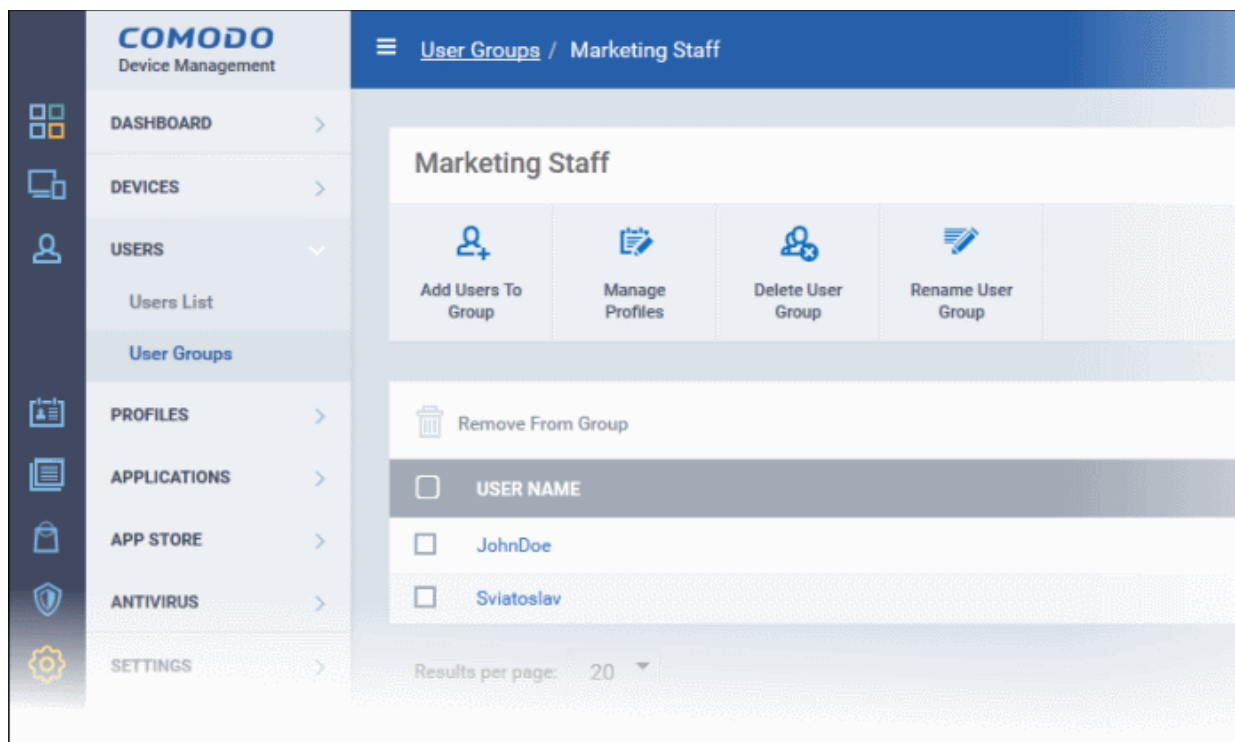 COMODO
Device Management
User Groups / Marketing Staff
DASHBOARD
DEVICES
USERS
Users List
User Groups
PROFILES
APPLICATIONS
APP STORE
ANTIVIRUS
SETTINGS
Marketing Staff
Add Users To
Group
Manage
Profiles
Delete User
Group
Rename User
Group
Remove From Group
USER NAME
JohnDoe
Sviatoslav
Results per page: 20